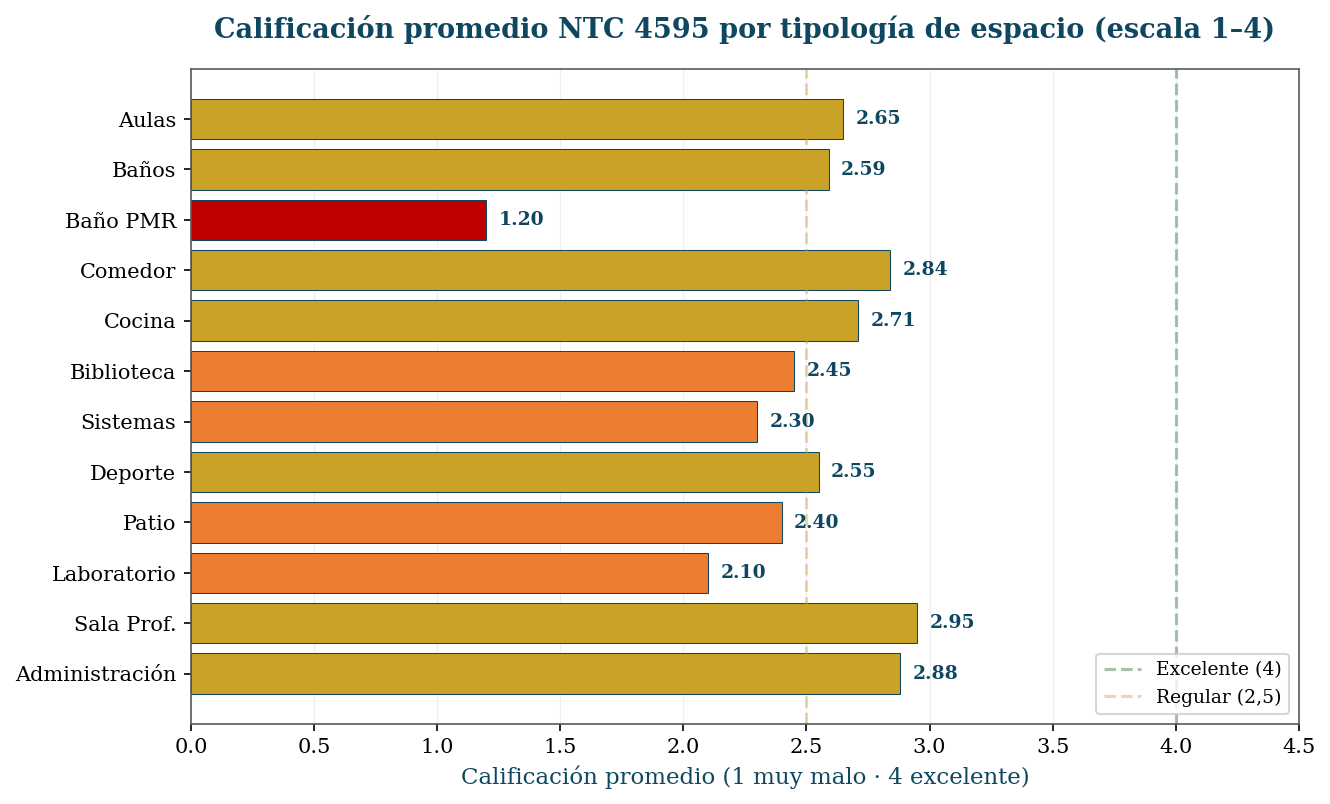 Calificación promedio NTC 4595 por tipología de espacio (escala 1–4)
Aulas 2.65
Baños 2.59
Baño PMR 1.20
Comedor 2.84
Cocina 2.71
Biblioteca 2.45
Sistemas 2.30
Deporte 2.55
Patio 2.40
Laboratorio 2.10
Sala Prof. 2.95
Administración 2.88
Excelente (4)
Regular (2,5)
0.0 0.5 1.0 1.5 2.0 2.5 3.0 3.5 4.0 4.5
Calificación promedio (1 muy malo · 4 excelente)